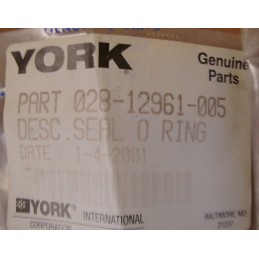 YORK®
Genuine
Parts
PART 028-12961-005
DESC.SEAL O RING
DATE 1-4-2001
YORK®
INTERNATIONAL
CORPORATION
BALTIMORE, MD